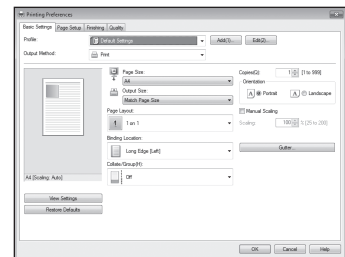 Printing Preferences
Basic Settings Page Setup Finishing Quality
Profile: Default Settings Add(1)... Edit(2)...
Output Method: Print
Page Size:
A4
Output Size:
Match Page Size
Page Layout:
1 1 on 1
Binding Location:
Long Edge [Left]
Collate/Group(H):
Off
Copies(G): 1 [1 to 999]
Orientation
A Portrait A Landscape
Manual Scaling
Scaling: 100 % [25 to 200]
Gutter...
A4 [Scaling: Auto]
View Settings
Restore Defaults
OK Cancel Help